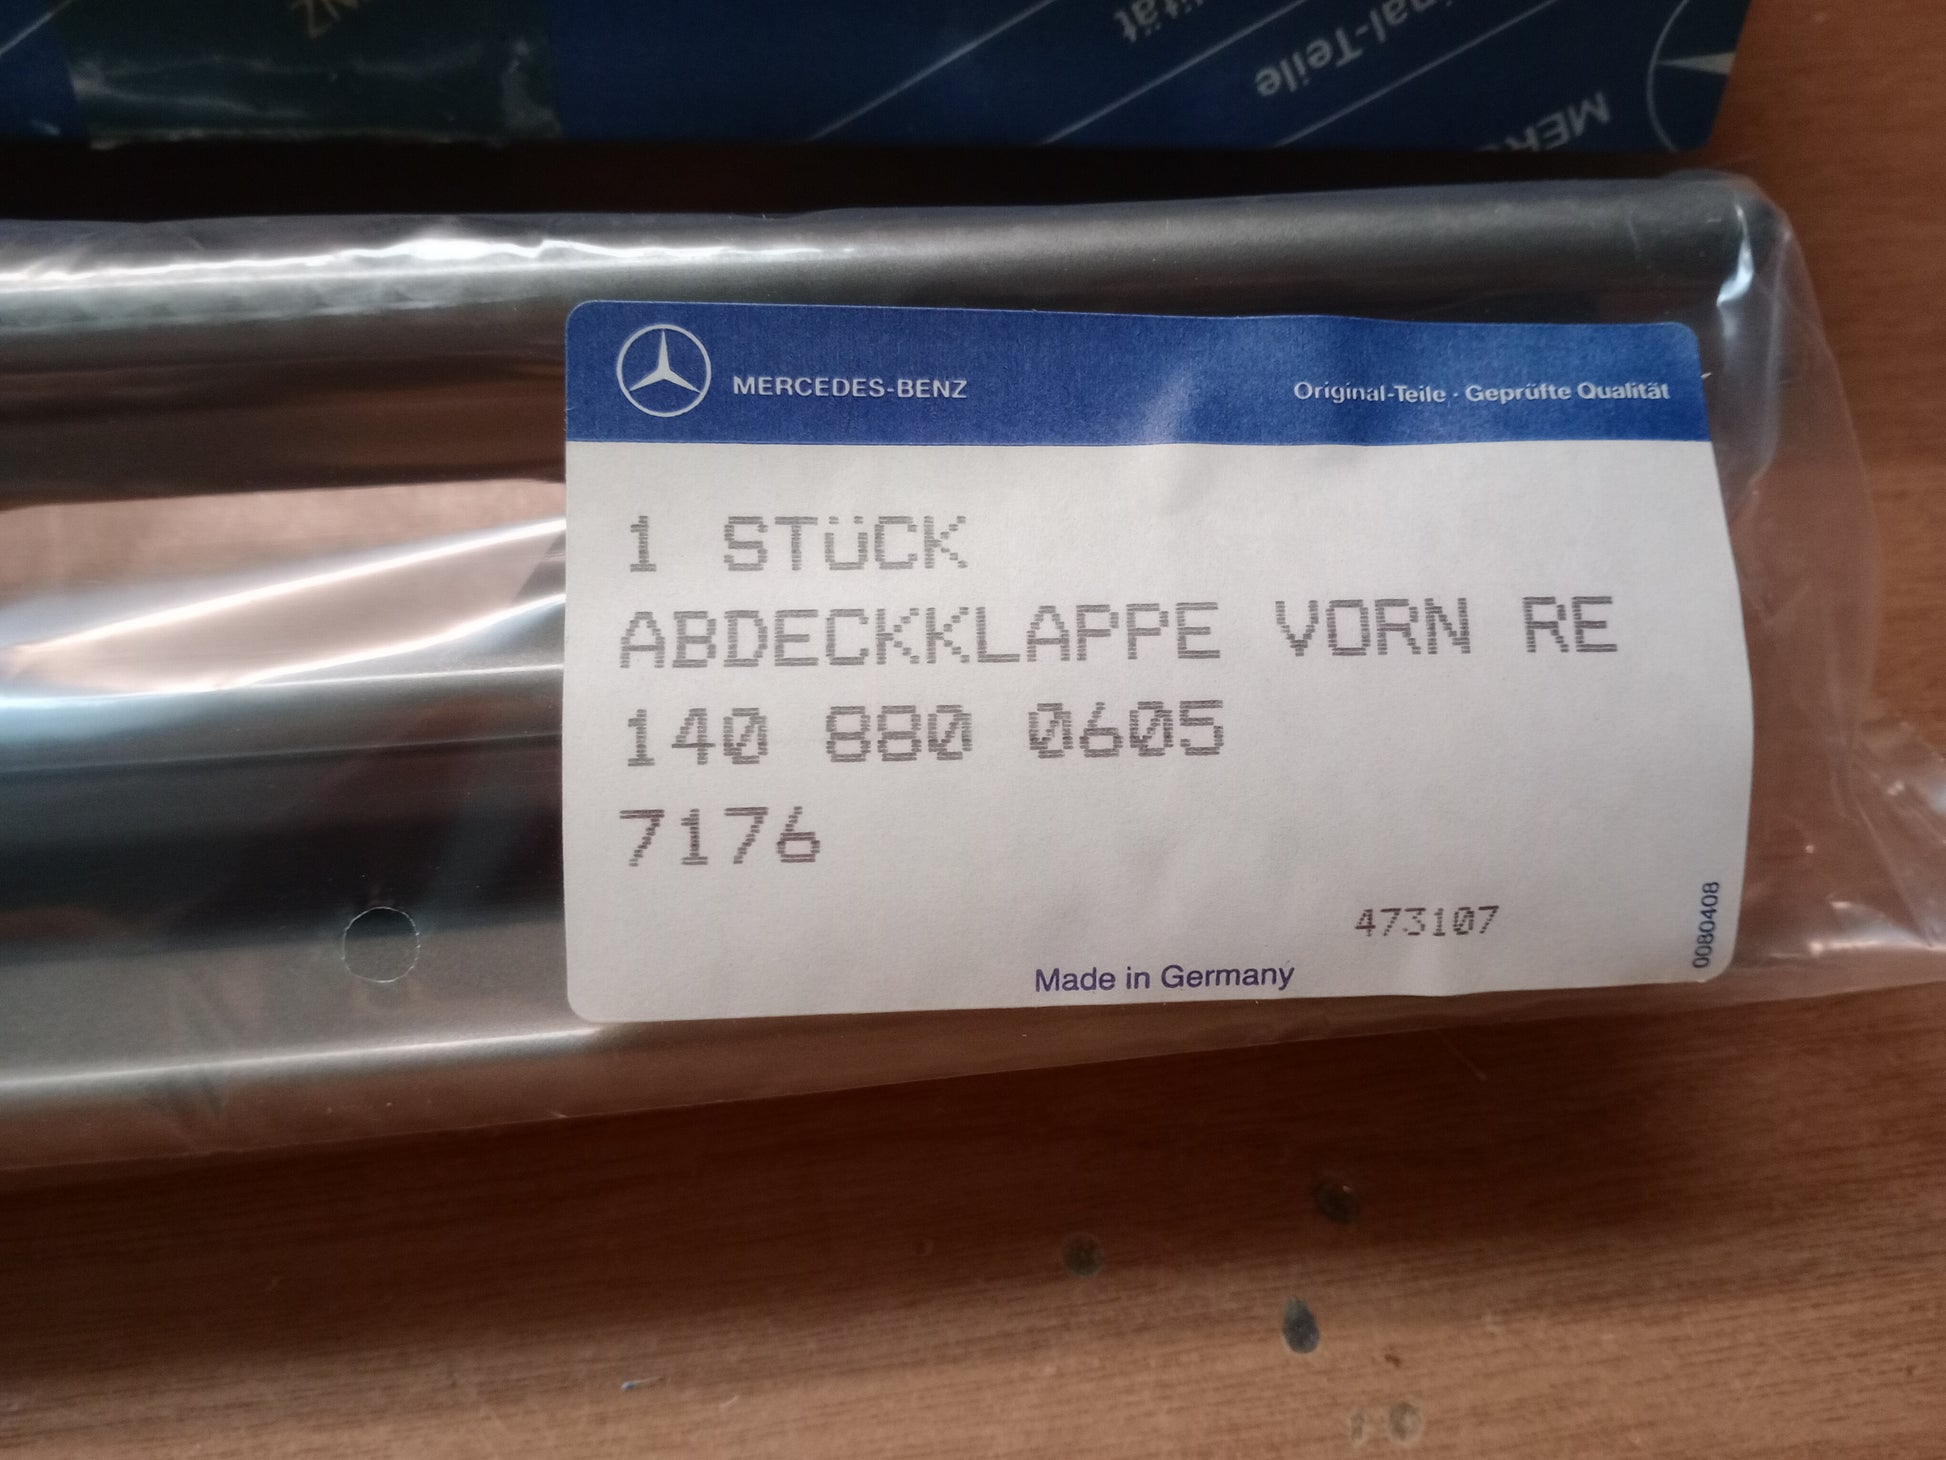 MERCEDES-BENZ
Original-Teile · Geprüfte Qualität
1 STÜCK
ABDECKKLAPPE VORN RE
140 880 0605
7176
473107
Made in Germany
0080408